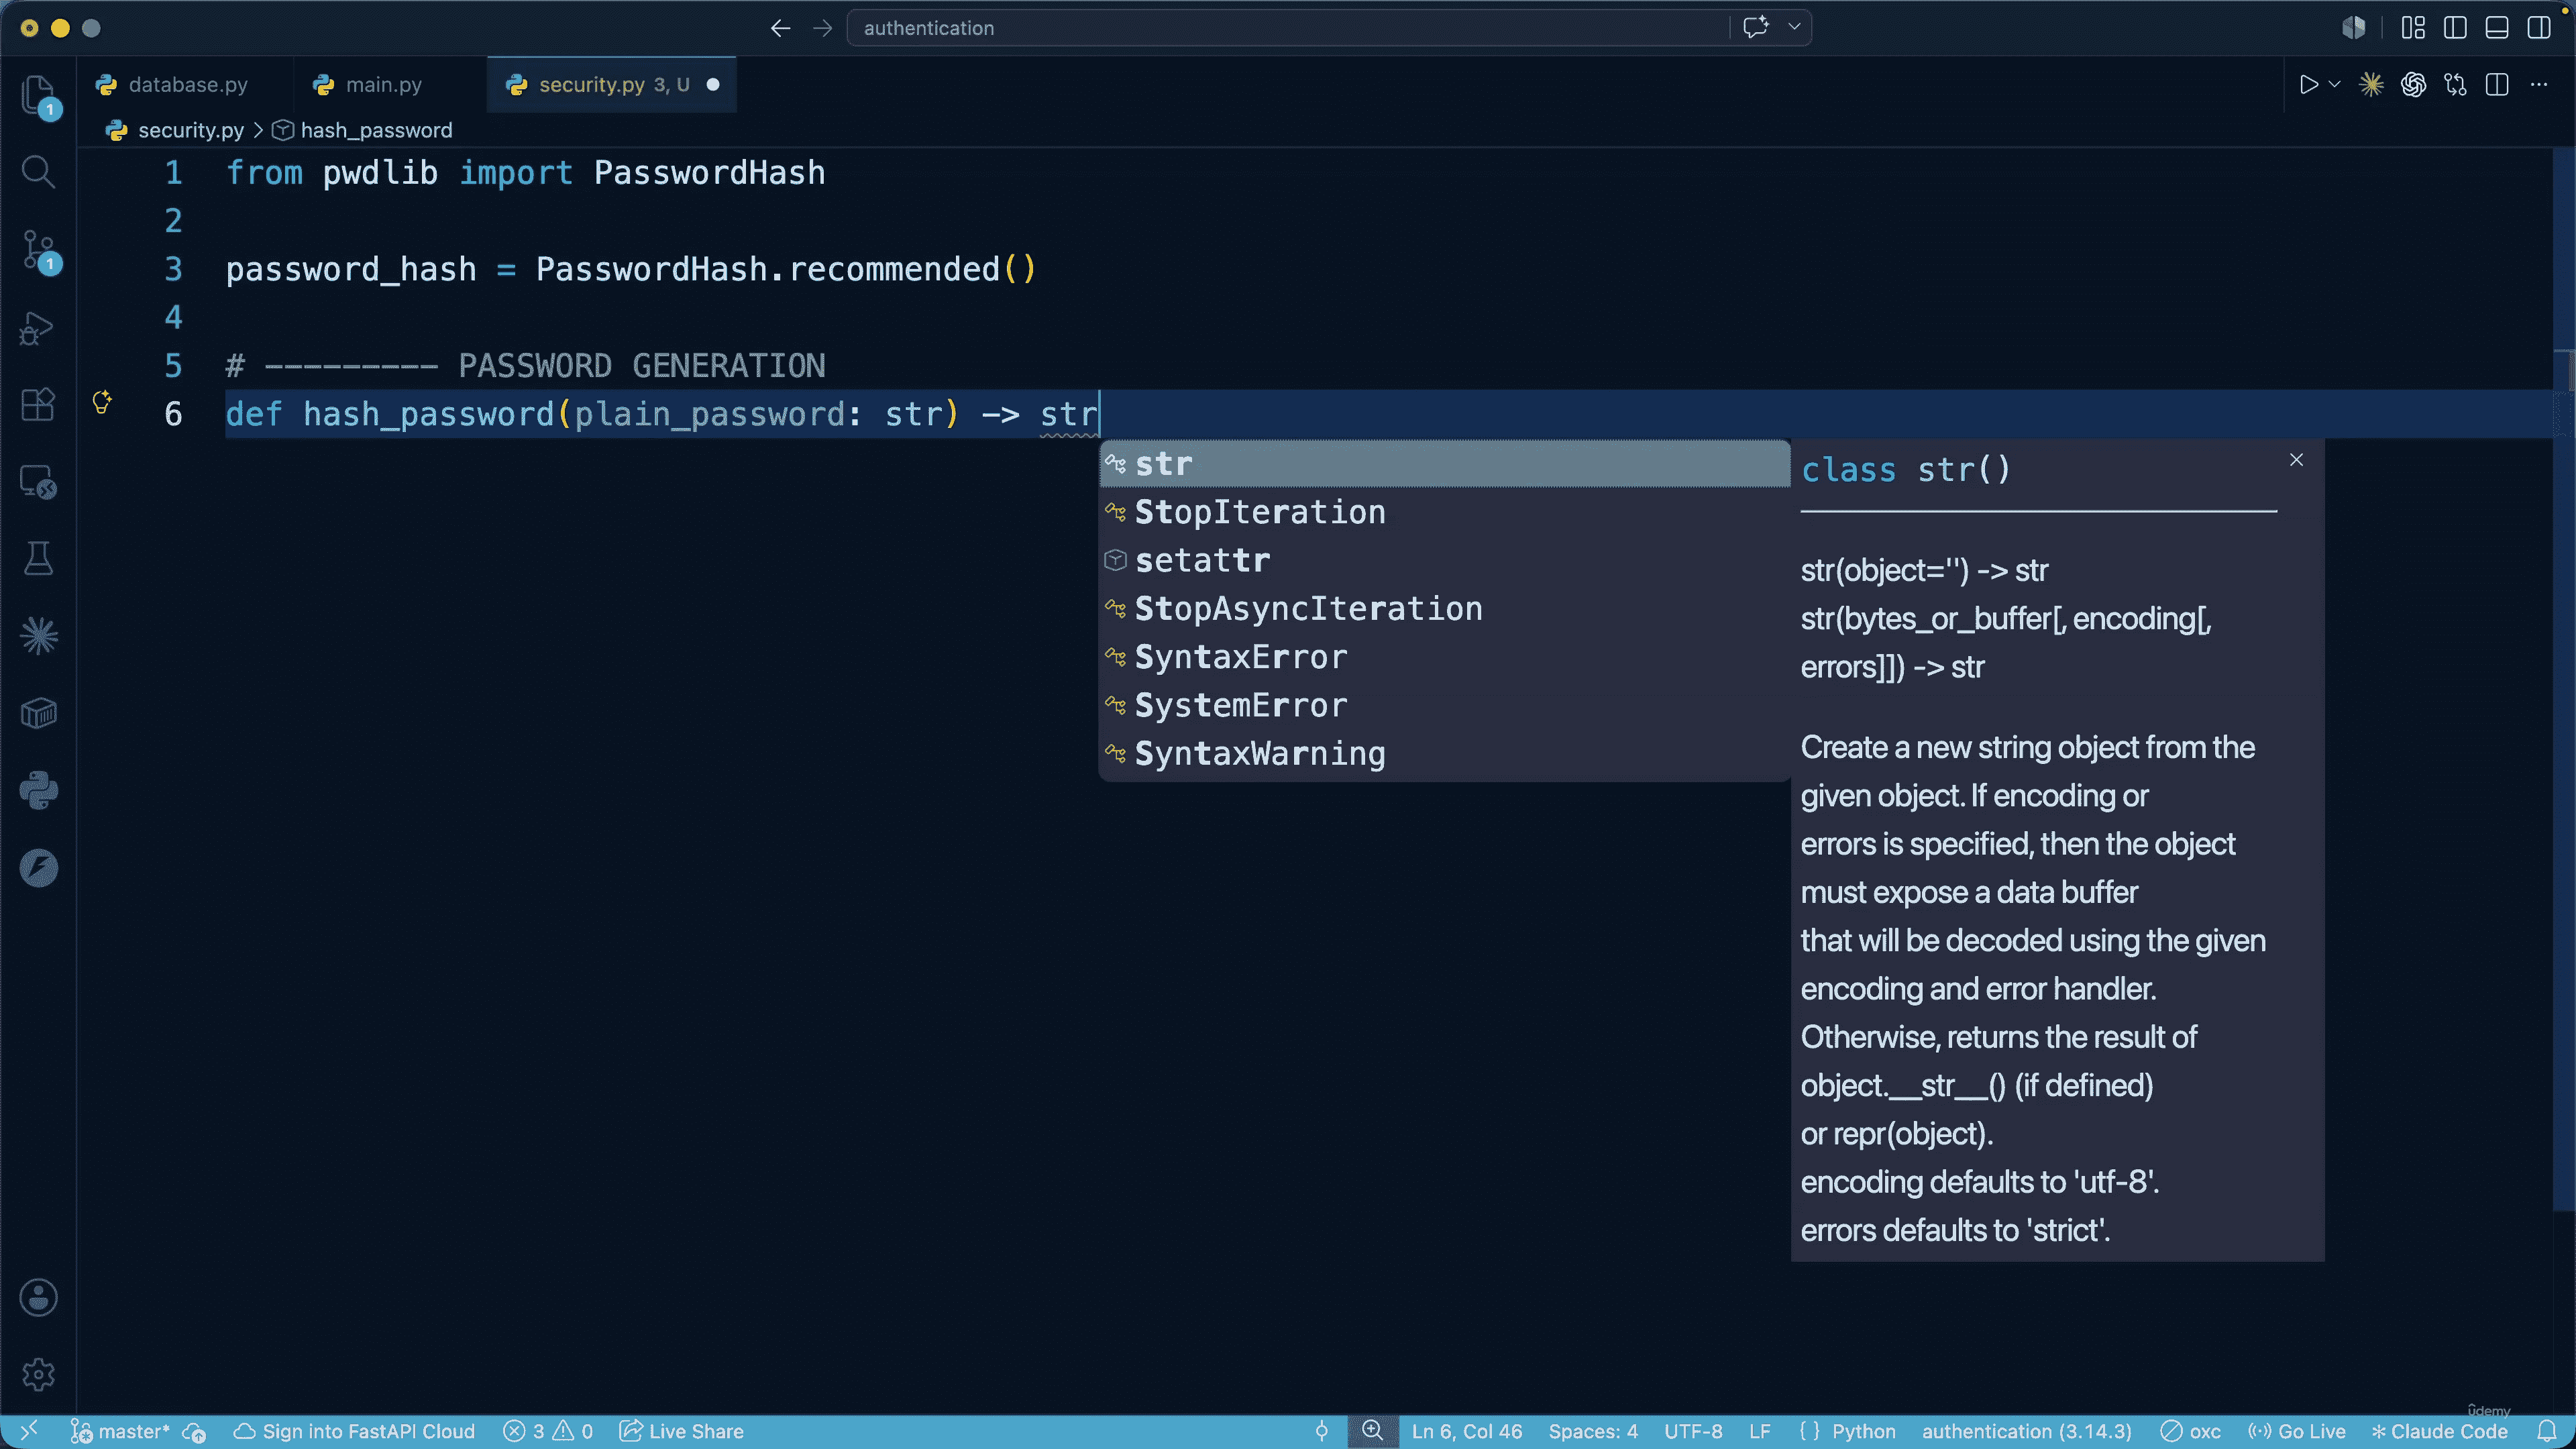 authentication
database.py
main.py
security.py 3, U
security.py > hash_password
1 from pwdlib import PasswordHash
2
3 password_hash = PasswordHash.recommended()
4
5 # --------- PASSWORD GENERATION
6 def hash_password(plain_password: str) -> str
1
1
str
StopIteration
setattr
StopAsyncIteration
SyntaxError
SystemError
SyntaxWarning
class str()
str(object='') -> str
str(bytes_or_buffer[, encoding[,
errors]]) -> str
Create a new string object from the
given object. If encoding or
errors is specified, then the object
must expose a data buffer
that will be decoded using the given
encoding and error handler.
Otherwise, returns the result of
object.__str__() (if defined)
or repr(object).
encoding defaults to 'utf-8'.
errors defaults to 'strict'.
udemy
master* Sign into FastAPI Cloud 3 0 Live Share Ln 6, Col 46 Spaces: 4 UTF-8 LF { } Python authentication (3.14.3) oxc Go Live Claude Code